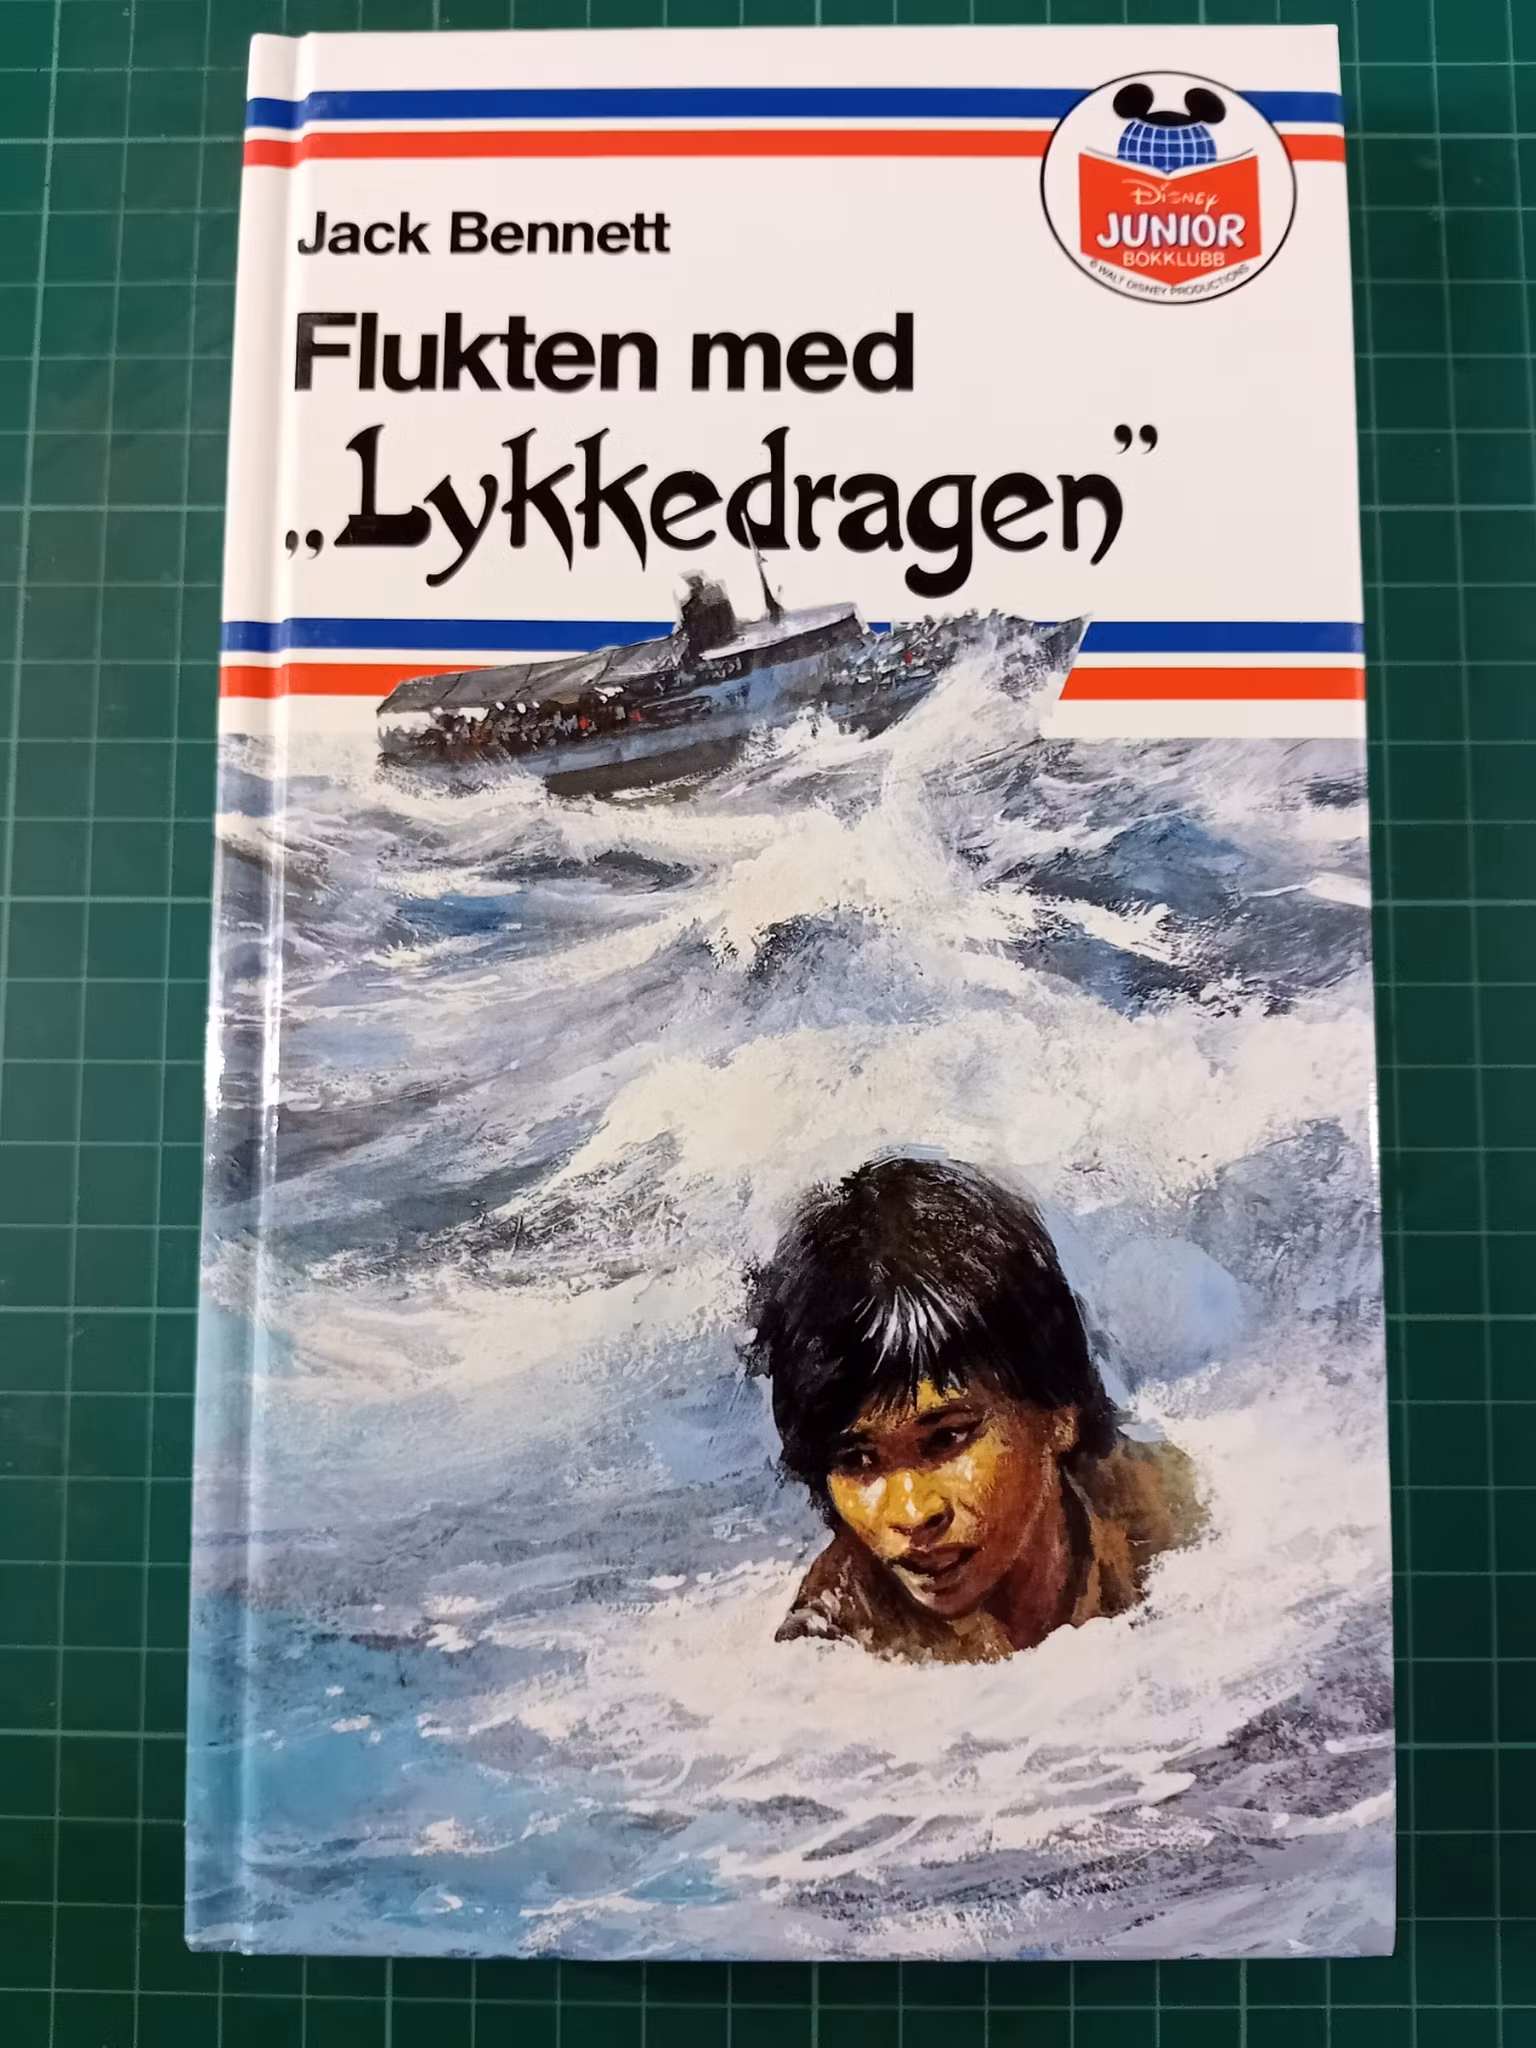 Jack Bennett
Flukten med
„Lykkedragen”
Disney
JUNIOR
BOKKLUBB
© WALT DISNEY PRODUCTIONS